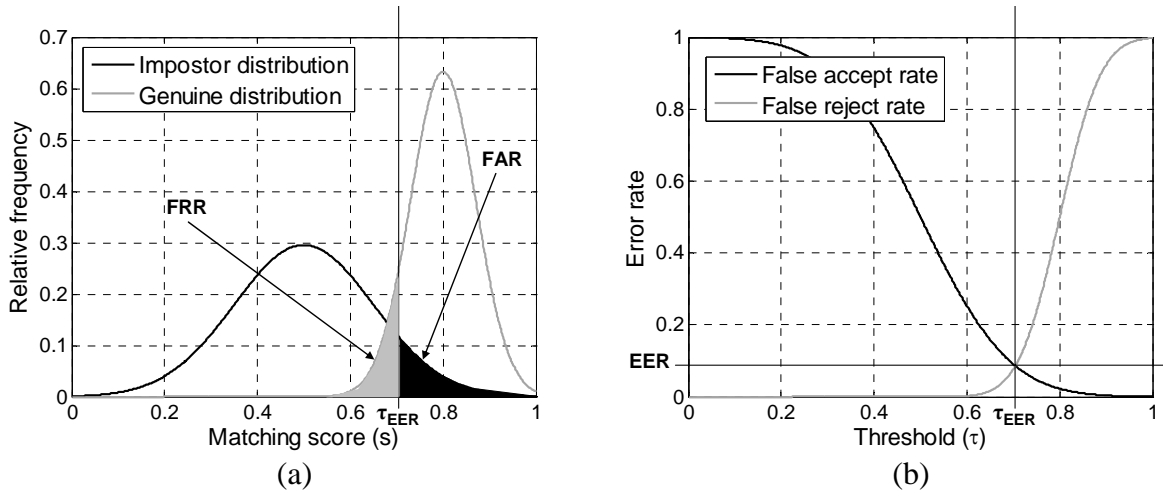 0.7
0.6
0.5
0.4
0.3
0.2
0.1
0
Relative frequency
Impostor distribution
Genuine distribution
FRR
FAR
0
0.2
0.4
0.6
τEER
0.8
1
Matching score (s)
(a)
1
0.8
0.6
0.4
0.2
0
Error rate
False accept rate
False reject rate
EER
0
0.2
0.4
0.6
τEER
0.8
1
Threshold (τ)
(b)